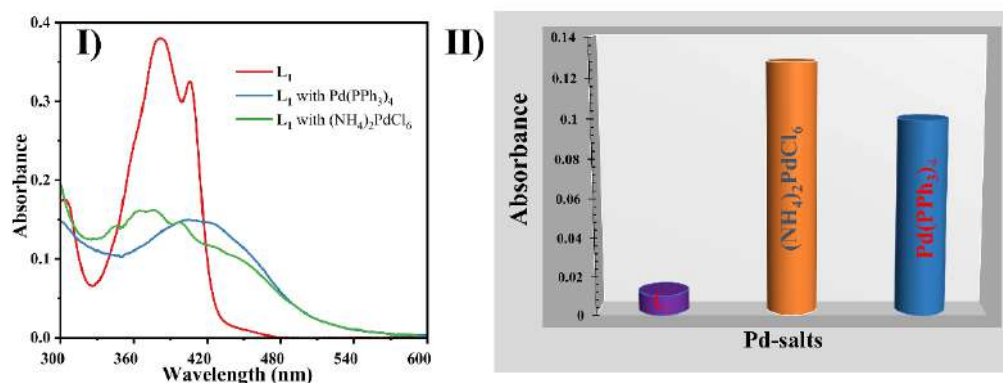 I)
0.4
0.3
0.2
0.1
0.0
Absorbance
L₁
L₁ with Pd(PPh₃)₄
L₁ with (NH₄)₂PdCl₆
300 360 420 480 540 600
Wavelength (nm)
II)
0.14
0.12
0.1
0.08
0.06
0.04
0.02
0
Absorbance
(NH₄)₂PdCl₆
Pd(PPh₃)₄
Pd-salts